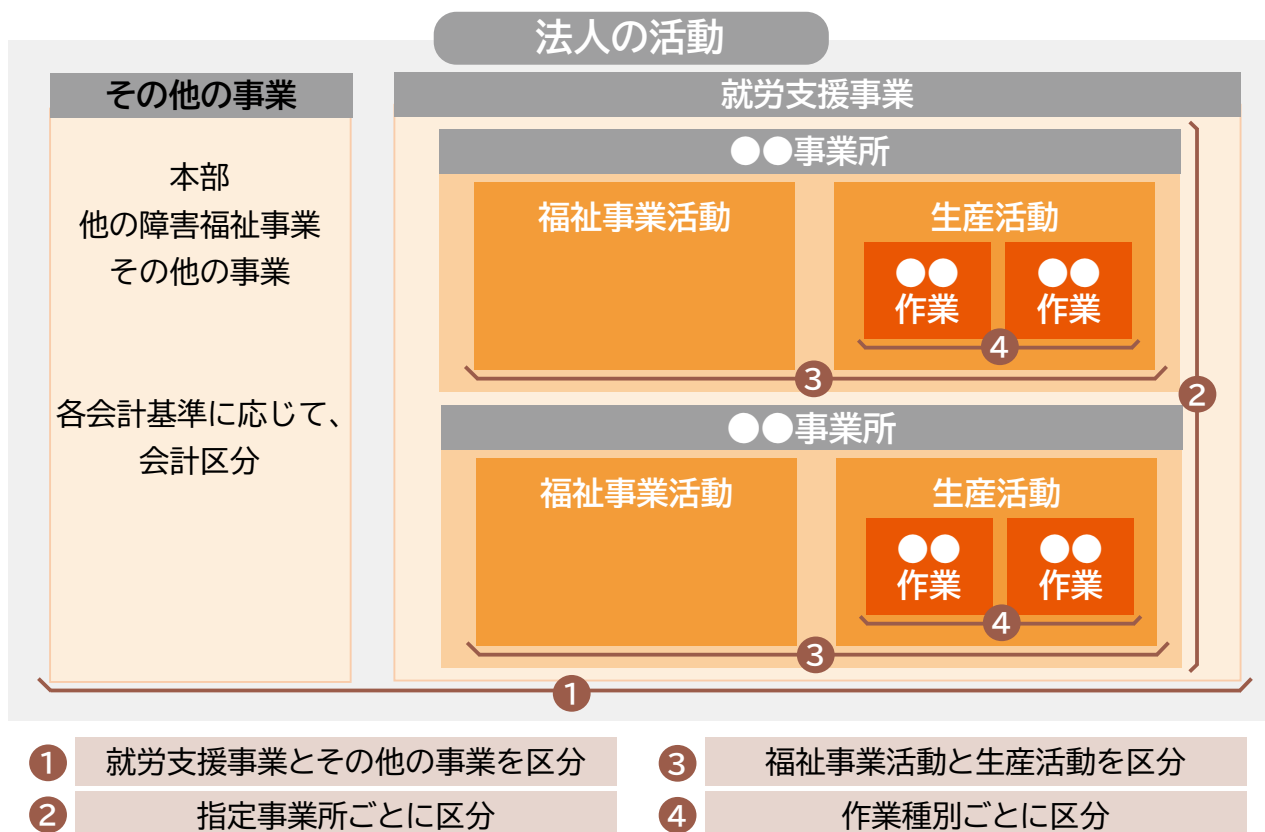 法人の活動
その他の事業
本部
他の障害福祉事業
その他の事業
各会計基準に応じて、
会計区分
就労支援事業
●●事業所
福祉事業活動
生産活動
●●
作業
●●
作業
4
3
2
●●事業所
福祉事業活動
生産活動
●●
作業
●●
作業
4
3
1
1 就労支援事業とその他の事業を区分
2 指定事業所ごとに区分
3 福祉事業活動と生産活動を区分
4 作業種別ごとに区分